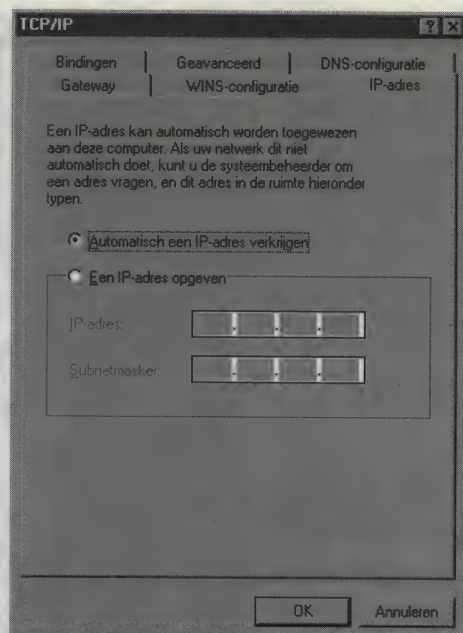 TCP/IP
Bindingen Geavanceerd DNS-configuratie
Gateway WINS-configuratie IP-adres
Een IP-adres kan automatisch worden toegewezen
aan deze computer. Als uw netwerk dit niet
automatisch doet, kunt u de systeembeheerder om
een adres vragen, en dit adres in de ruimte hieronder
typen.
Automatisch een IP-adres verkrijgen
Een IP-adres opgeven
IP-adres:
Subnetmasker:
OK Annuleren